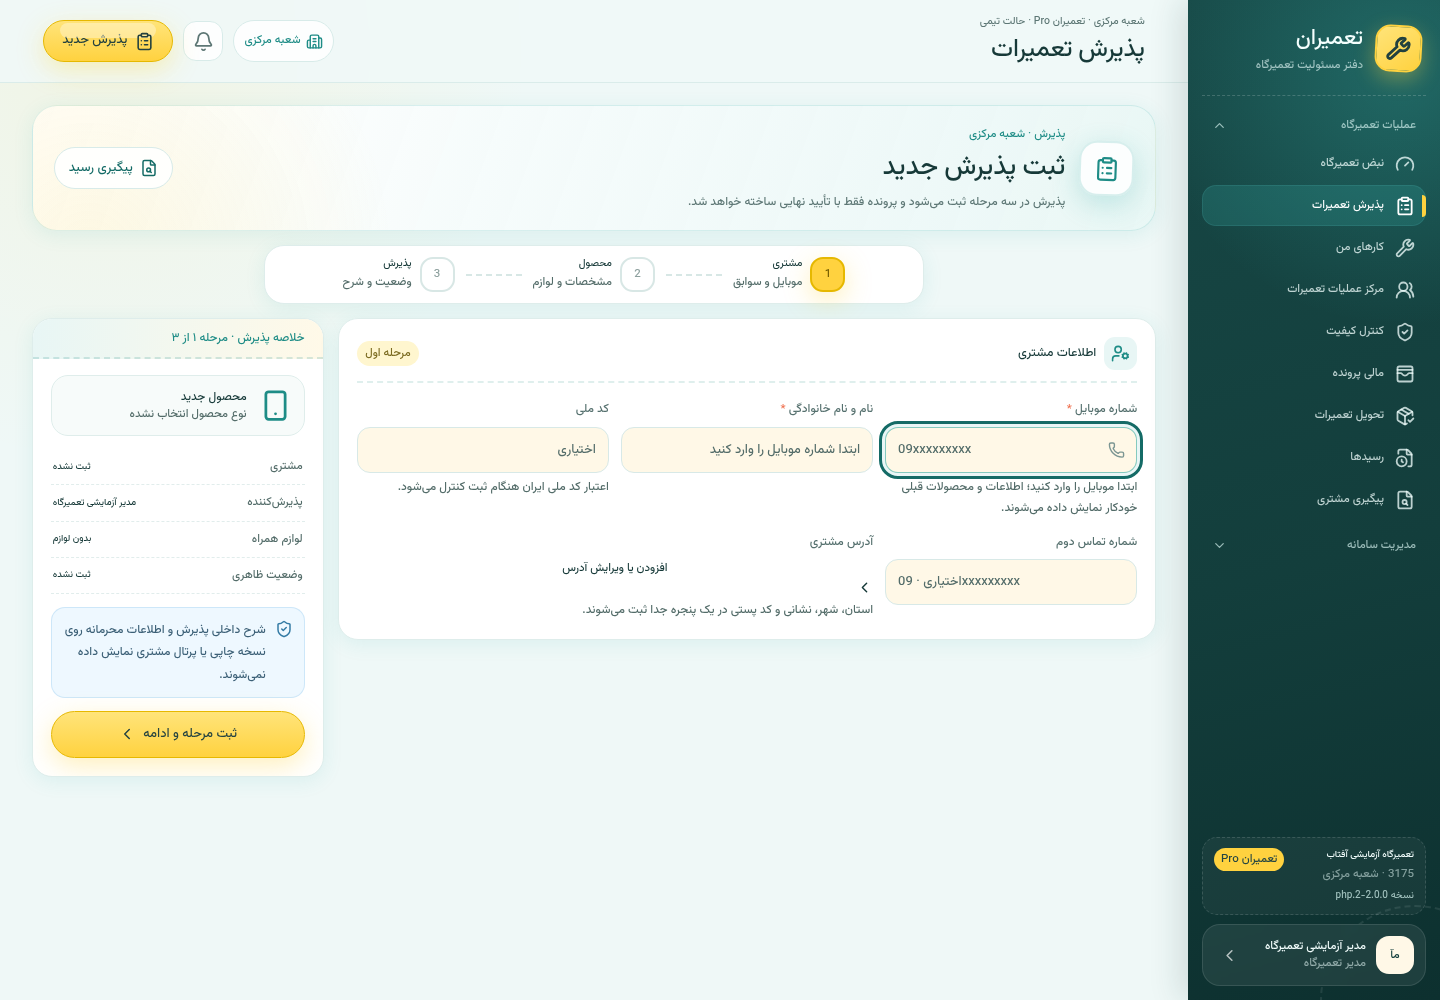 تعمیران
دفتر مسئولیت تعمیرگاه
عملیات تعمیرگاه
نبض تعمیرگاه
پذیرش تعمیرات
کارهای من
مرکز عملیات تعمیرات
کنترل کیفیت
مالی پرونده
تحویل تعمیرات
رسیدها
پیگیری مشتری
مدیریت سامانه
تعمیرگاه آزمایشی آفتاب
تعمیران Pro
3175 · شعبه مرکزی
نسخه php.2-2.0.0
مآ
مدیر آزمایشی تعمیرگاه
مدیر تعمیرگاه
شعبه مرکزی · تعمیران Pro · حالت تیمی
پذیرش تعمیرات
شعبه مرکزی
پذیرش جدید
پذیرش · شعبه مرکزی
ثبت پذیرش جدید
پذیرش در سه مرحله ثبت می‌شود و پرونده فقط با تأیید نهایی ساخته خواهد شد.
پیگیری رسید
1
مشتری
موبایل و سوابق
2
محصول
مشخصات و لوازم
3
پذیرش
وضعیت و شرح
اطلاعات مشتری
مرحله اول
شماره موبایل *
09xxxxxxxxx
ابتدا موبایل را وارد کنید؛ اطلاعات و محصولات قبلی
خودکار نمایش داده می‌شوند.
نام و نام خانوادگی *
ابتدا شماره موبایل را وارد کنید
کد ملی
اختیاری
اعتبار کد ملی ایران هنگام ثبت کنترل می‌شود.
شماره تماس دوم
اختیاری · 09xxxxxxxxx
آدرس مشتری
افزودن یا ویرایش آدرس
استان، شهر، نشانی و کد پستی در یک پنجره جدا ثبت می‌شوند.
خلاصه پذیرش · مرحله ۱ از ۳
محصول جدید
نوع محصول انتخاب نشده
مشتری
ثبت نشده
پذیرش‌کننده
مدیر آزمایشی تعمیرگاه
لوازم همراه
بدون لوازم
وضعیت ظاهری
ثبت نشده
شرح داخلی پذیرش و اطلاعات محرمانه روی
نسخه چاپی یا پرتال مشتری نمایش داده
نمی‌شوند.
ثبت مرحله و ادامه